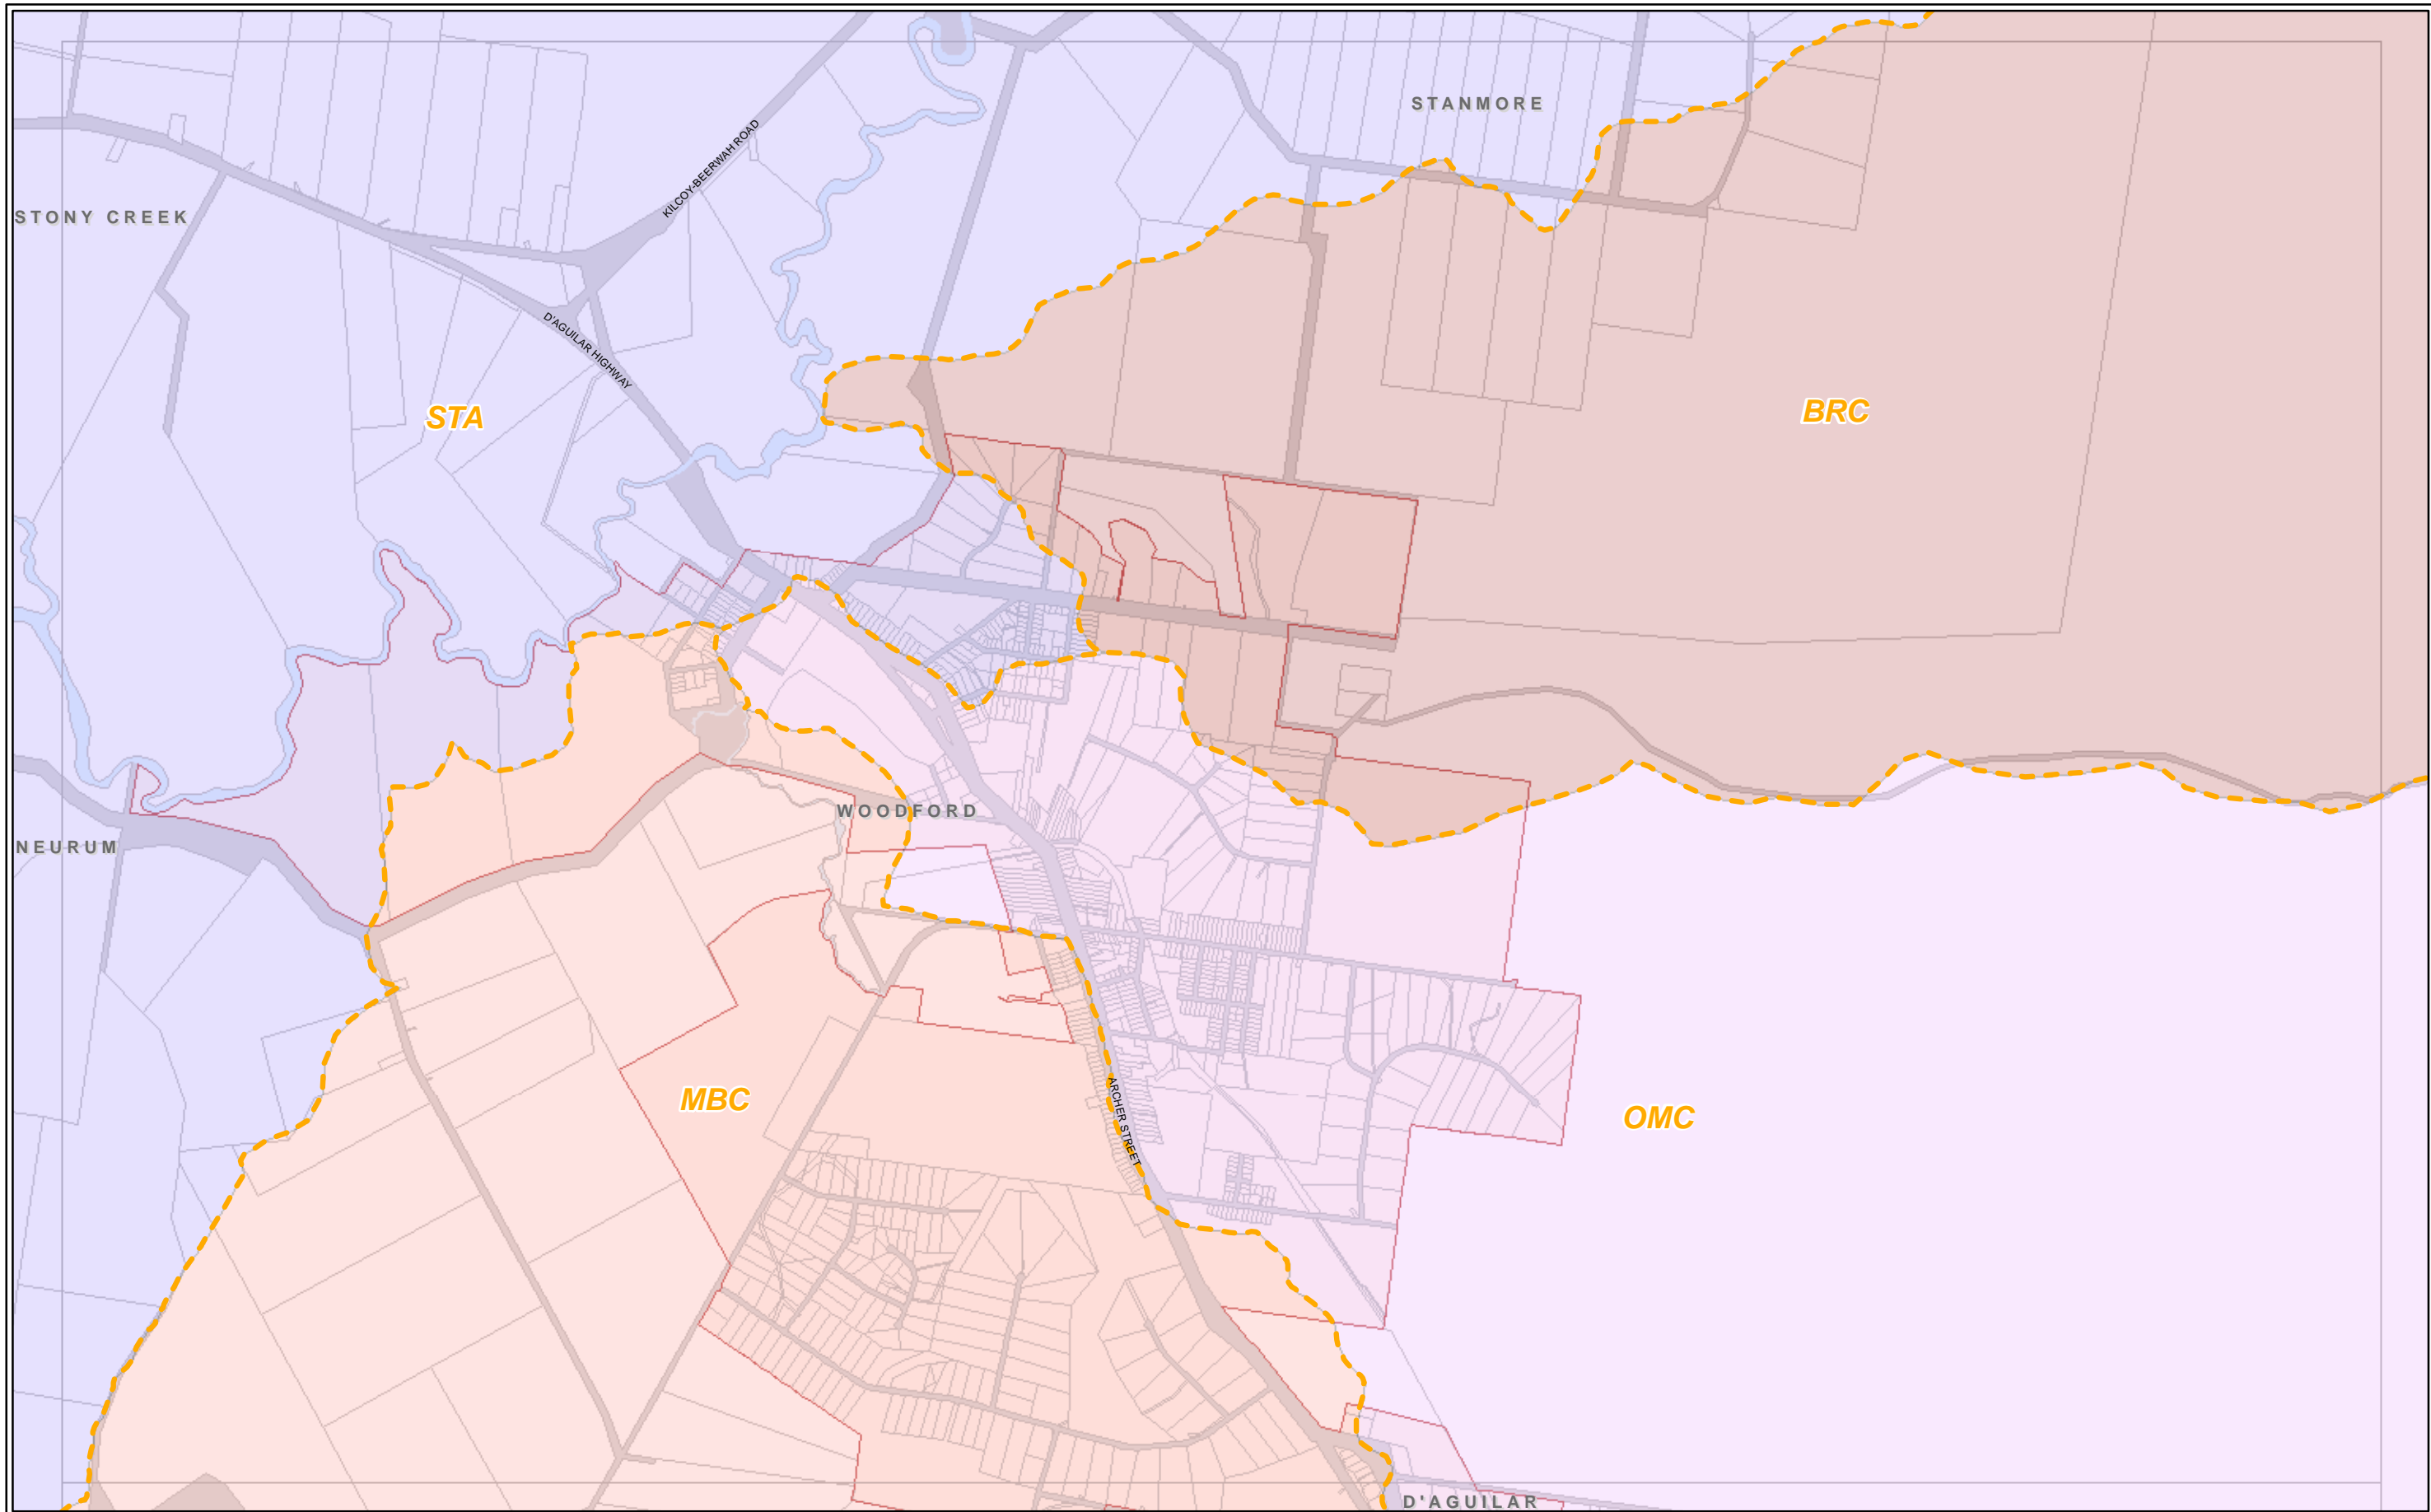 STANMORE
KILCOY-BEERWAH ROAD
STONY CREEK
D'AGUILAR HIGHWAY
STA
BRC
WOODFORD
NEURUM
MBC
ARCHER STREET
OMC
D'AGUILAR